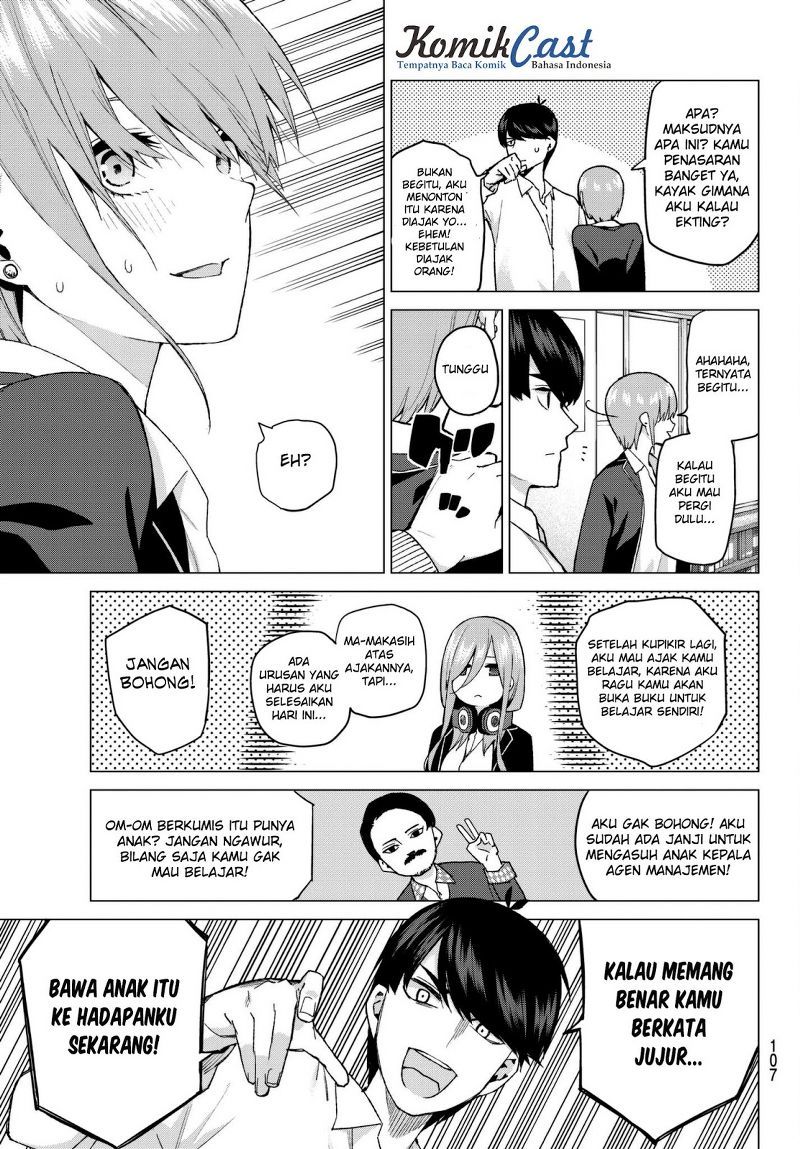 KomikCast
Tempatnya Baca Komik Bahasa Indonesia
APA?
MAKSUDNYA
APA INI? KAMU
PENASARAN
BANGET YA,
KAYAK GIMANA
AKU KALAU
EKTING?
BUKAN
BEGITU, AKU
MENONTON
ITU KARENA
DIAJAK YO...
EHEM!
KEBETULAN
DIAJAK
ORANG!
AHAHAHA,
TERNYATA
BEGITU...
KALAU
BEGITU
AKU MAU
PERGI
DULU...
TUNGGU
グッ
EH?
SETELAH KUPIKIR LAGI,
AKU MAU AJAK KAMU
BELAJAR, KARENA AKU
RAGU KAMU AKAN
BUKA BUKU UNTUK
BELAJAR SENDIRI!
MA-MAKASIH
ATAS
AJAKANNYA,
TAPI...
ADA
URUSAN YANG
HARUS AKU
SELESAIKAN
HARI INI...
JANGAN
BOHONG!
AKU GAK BOHONG! AKU
SUDAH ADA JANJI UNTUK
MENGASUH ANAK KEPALA
AGEN MANAJEMEN!
OM-OM BERKUMIS ITU PUNYA
ANAK? JANGAN NGAWUR,
BILANG SAJA KAMU GAK
MAU BELAJAR!
KALAU MEMANG
BENAR KAMU
BERKATA
JUJUR...
BAWA ANAK ITU
KE HADAPANKU
SEKARANG!
107